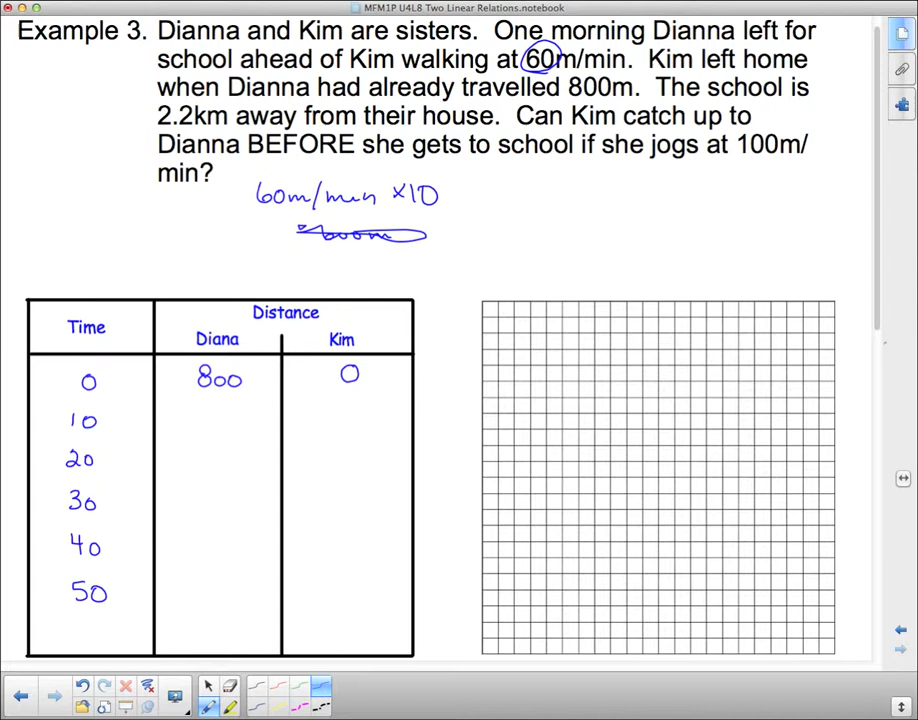 MFM1P U4L8 Two Linear Relations.notebook
Example 3. Dianna and Kim are sisters. One morning Dianna left for
school ahead of Kim walking at 60m/min. Kim left home
when Dianna had already travelled 800m. The school is
2.2km away from their house. Can Kim catch up to
Dianna BEFORE she gets to school if she jogs at 100m/
min?
60m/min ×10
Time
Distance
Diana Kim
0 800 0
10
20
30
40
50